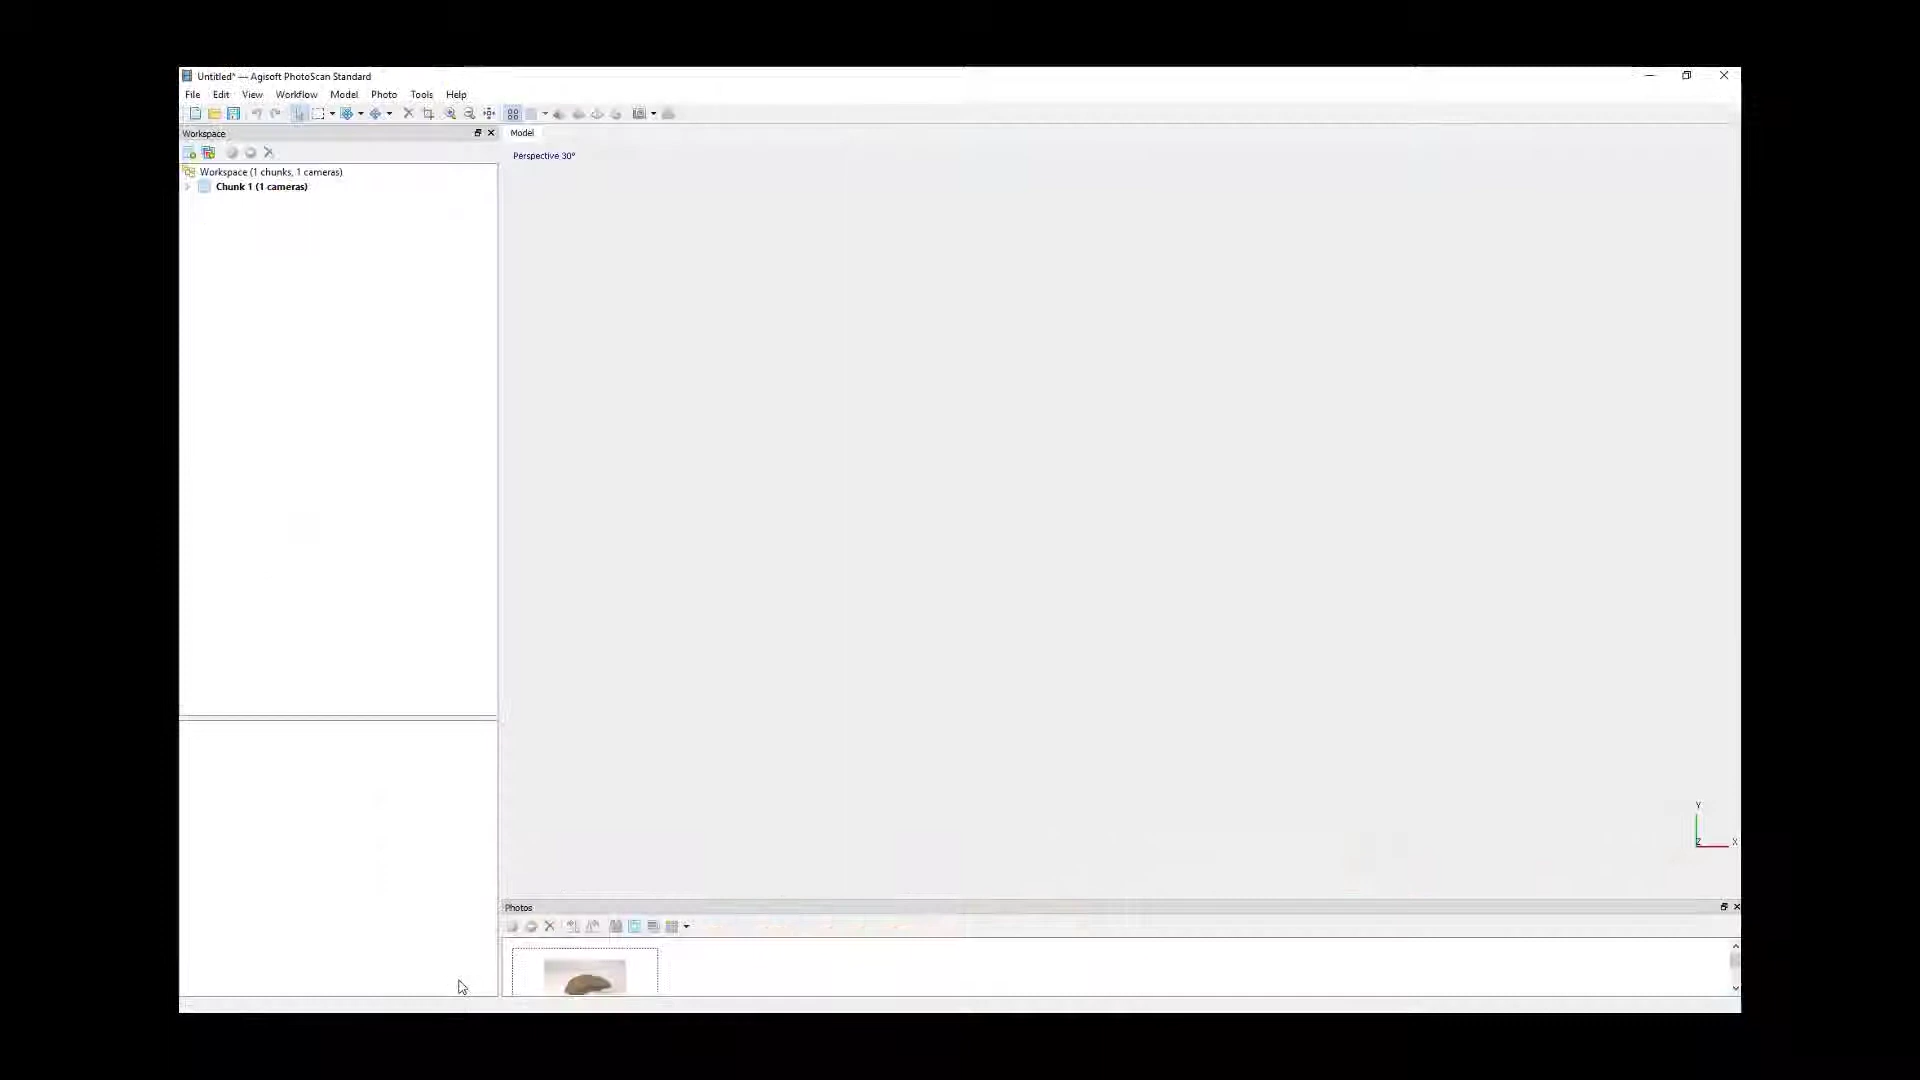 Untitled* — Agisoft PhotoScan Standard
File Edit View Workflow Model Photo Tools Help
Workspace
Model
Perspective 30°
Workspace (1 chunks, 1 cameras)
Chunk 1 (1 cameras)
Y
Z X
Photos